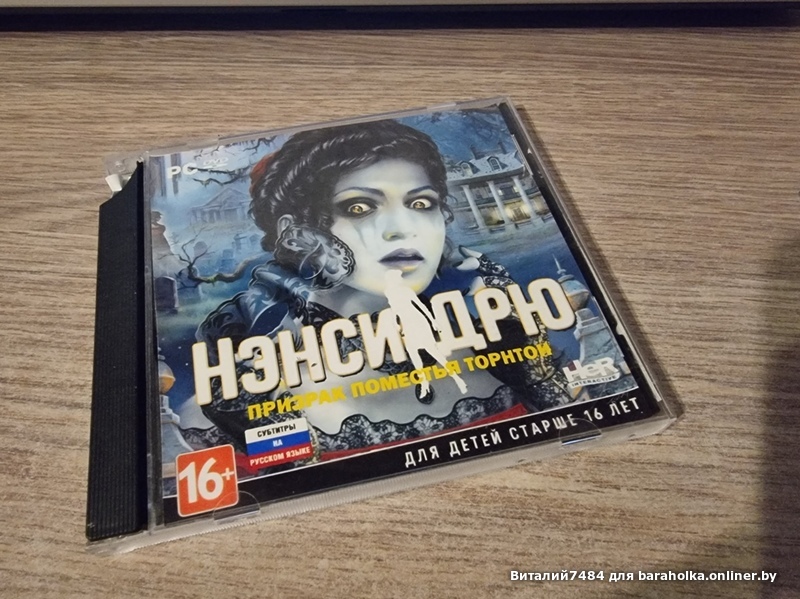 PC DVD
НЭНСИ ДРЮ
ПРИЗРАК ПОМЕСТЬЯ ТОРНТОН
HeR
INTERACTIVE
СУБТИТРЫ
НА
РУССКОМ ЯЗЫКЕ
16+
ДЛЯ ДЕТЕЙ СТАРШЕ 16 ЛЕТ
Виталий7484 для baraholka.onliner.by